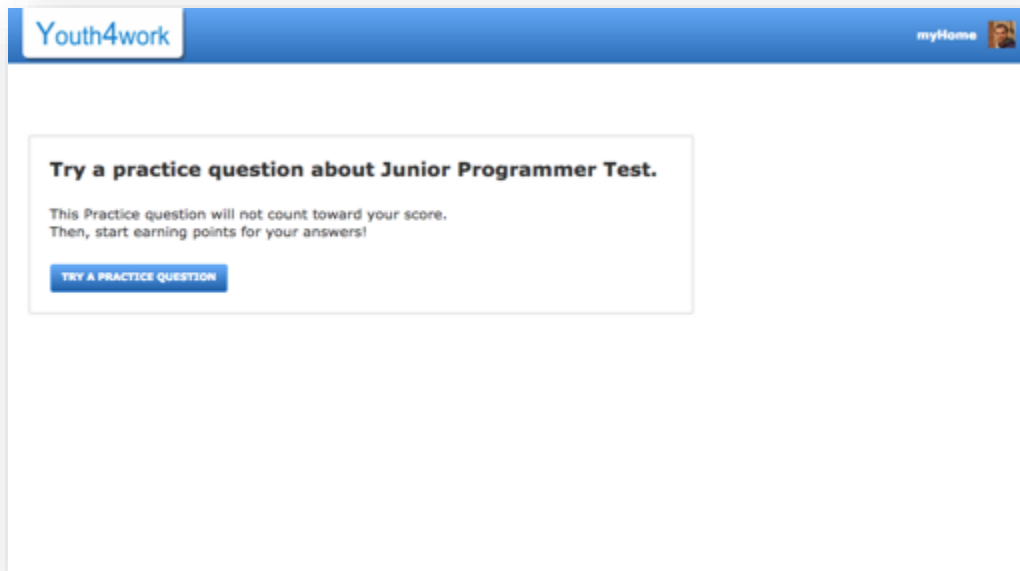 Youth4work
myHome
Try a practice question about Junior Programmer Test.
This Practice question will not count toward your score.
Then, start earning points for your answers!
TRY A PRACTICE QUESTION